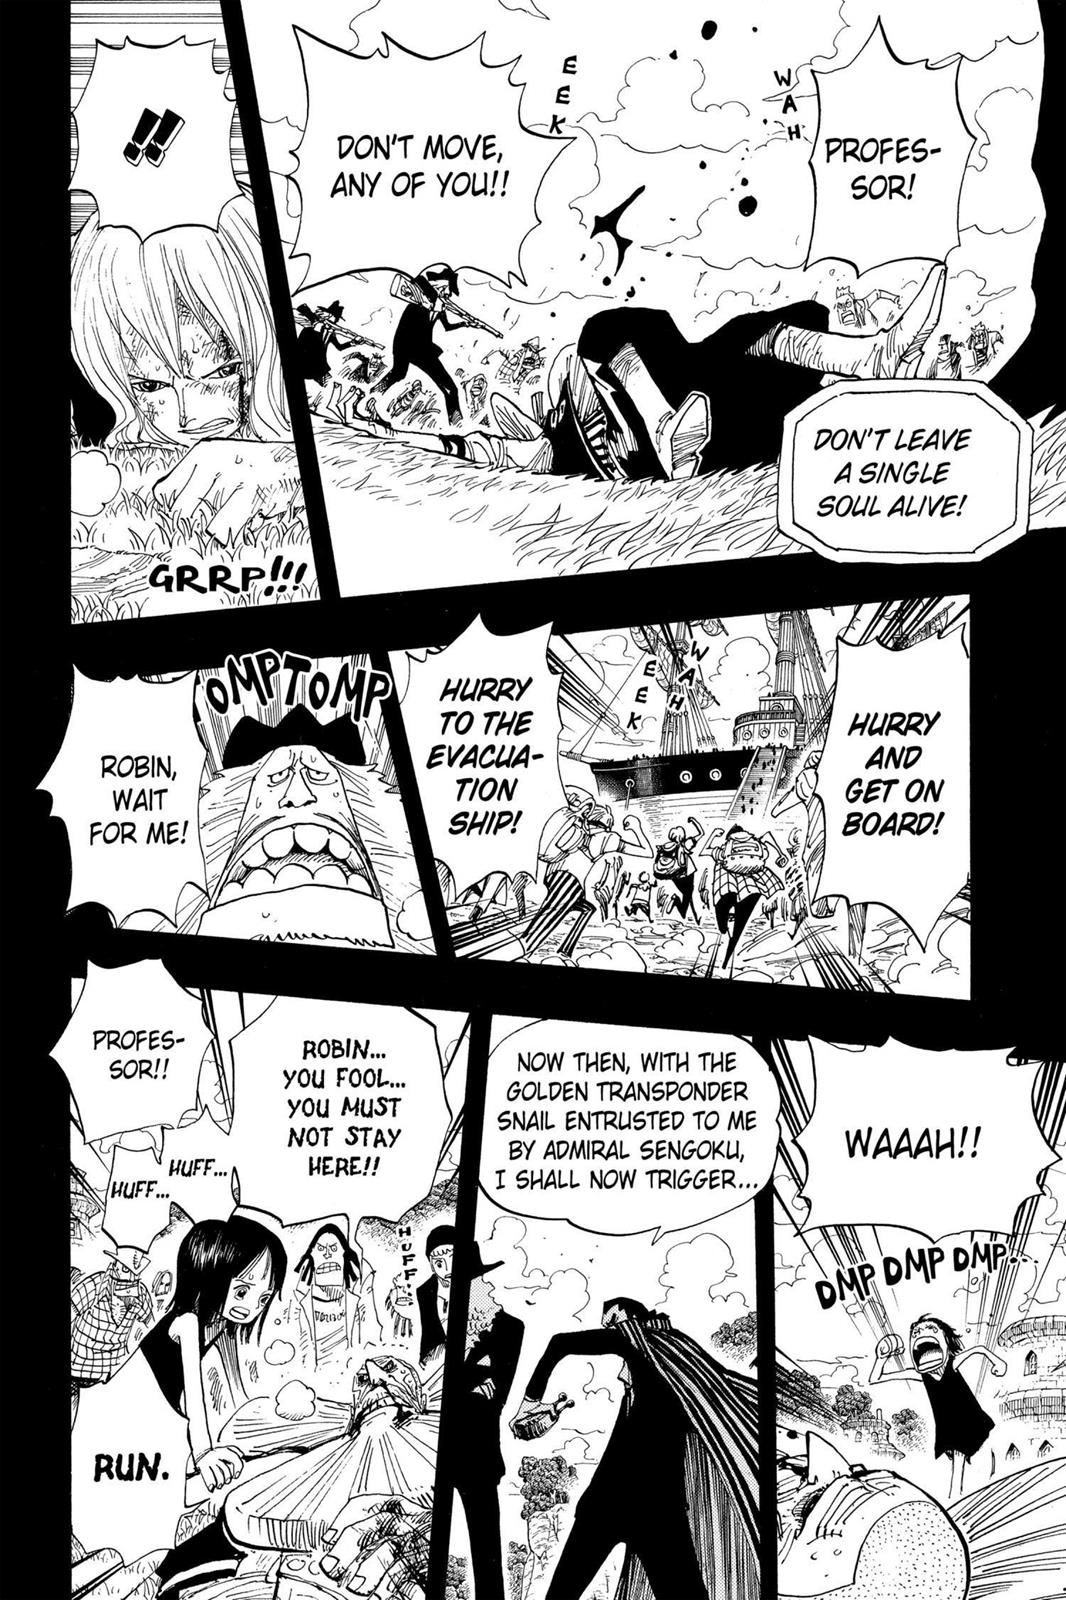 PROFES-
SOR!
WAH
EEK
DON'T MOVE,
ANY OF YOU!!
DON'T LEAVE
A SINGLE
SOUL ALIVE!
!!
GRRP!!!
HURRY
AND
GET ON
BOARD!
WAH
EEK
HURRY
TO THE
EVACUA-
TION
SHIP!
TOMP TOMP
ROBIN,
WAIT
FOR ME!
WAAAH!!
DMP DMP DMP...
NOW THEN, WITH THE
GOLDEN TRANSPONDER
SNAIL ENTRUSTED TO ME
BY ADMIRAL SENGOKU,
I SHALL NOW TRIGGER...
ROBIN...
YOU FOOL...
YOU MUST
NOT STAY
HERE!!
PROFES-
SOR!!
HUFF...
HUFF...
HUFF...
RUN.